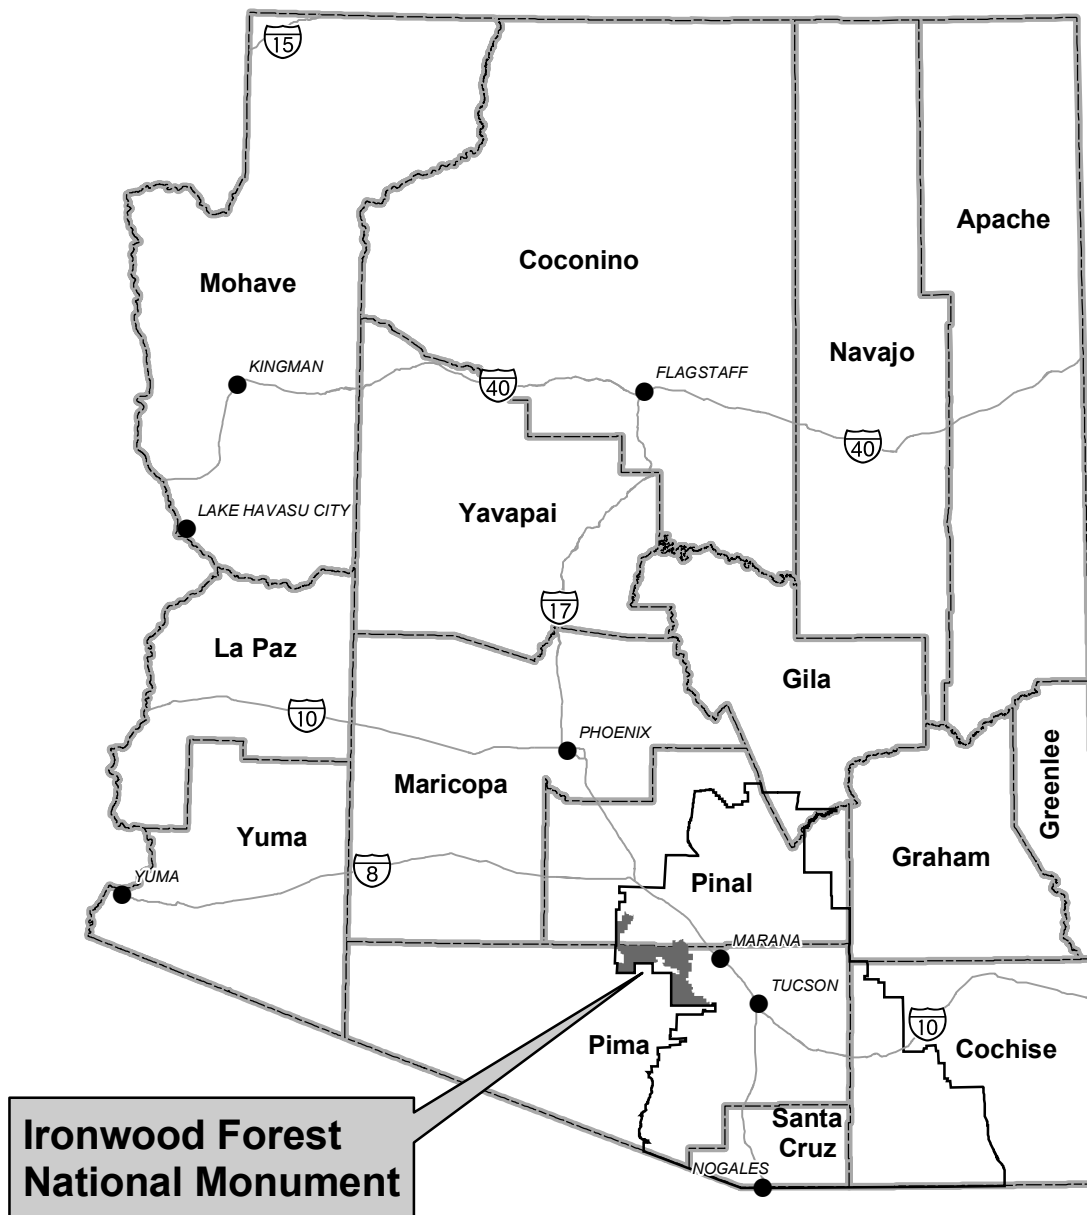 15
Apache
Coconino
Mohave
Navajo
KINGMAN
FLAGSTAFF
40
40
LAKE HAVASU CITY
Yavapai
17
La Paz
Gila
10
PHOENIX
Greenlee
Maricopa
Yuma
Graham
8
YUMA
Pinal
MARANA
TUCSON
10
Pima
Cochise
Santa
Cruz
Ironwood Forest
National Monument
NOGALES